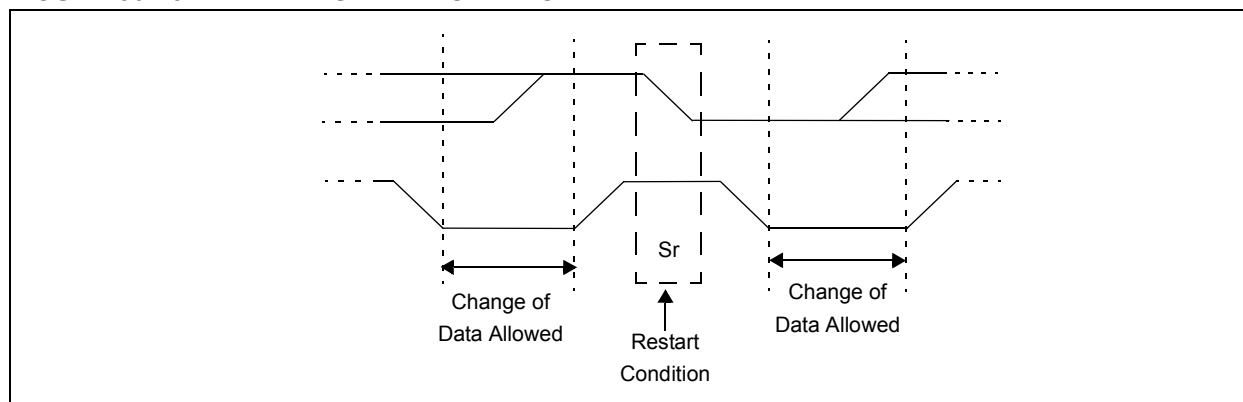 Sr
Change of
Data Allowed
Restart
Condition
Change of
Data Allowed